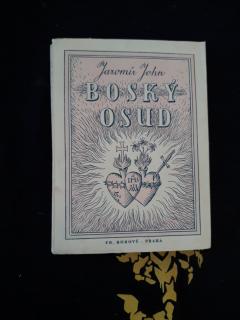 Jaromír John
BOSKÝ
OSUD
FR. BOROVÝ - PRAHA